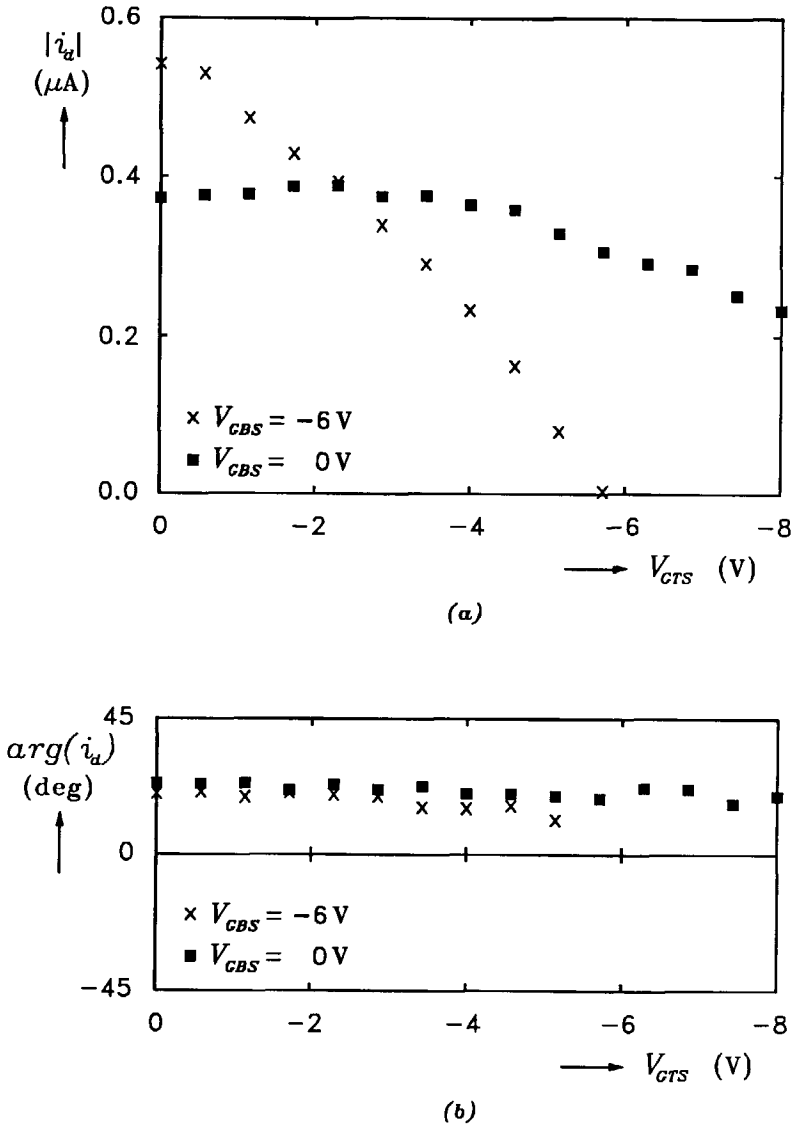 0.6
|i_d|
(μA)
0.4
0.2
× V_GBS = −6 V
■ V_GBS = 0 V
0.0
0 −2 −4 −6 −8
V_GTS (V)
(a)
45
arg(i_d)
(deg)
0
× V_GBS = −6 V
■ V_GBS = 0 V
−45
0 −2 −4 −6 −8
V_GTS (V)
(b)